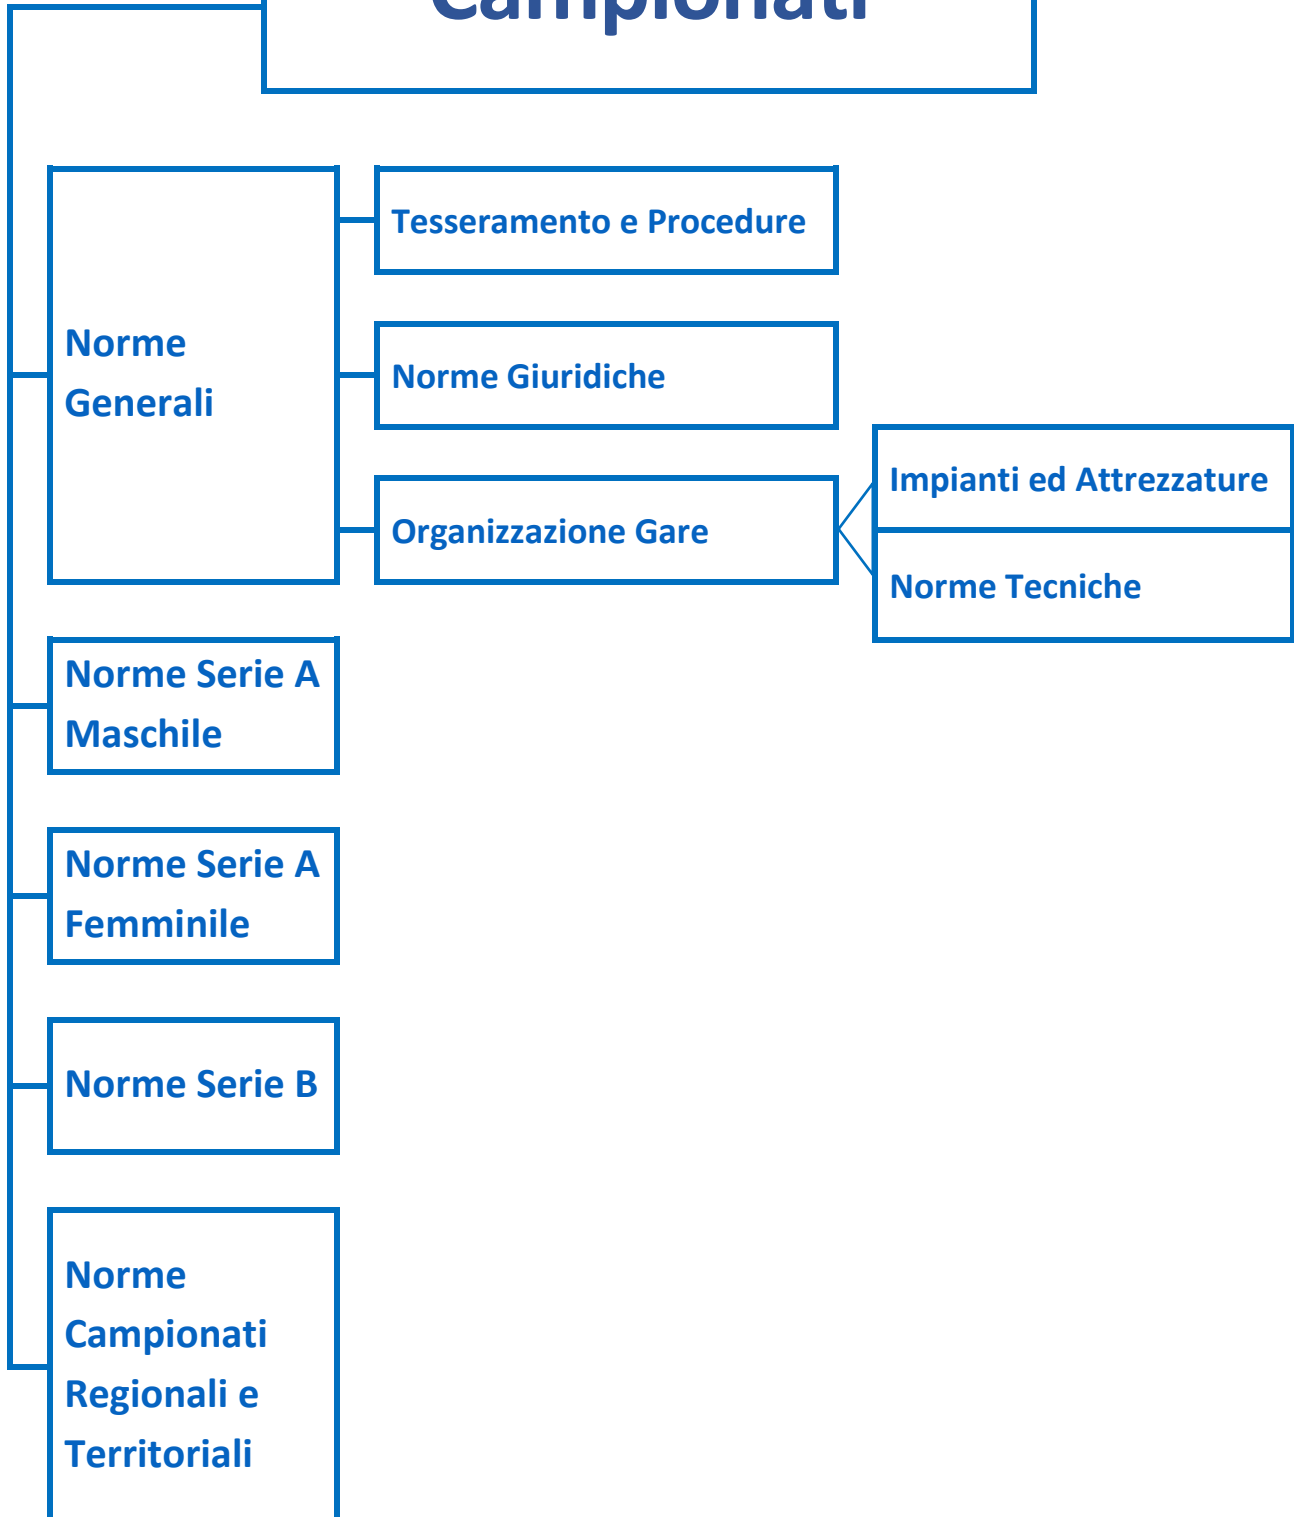 Campionati
Tesseramento e Procedure
Norme
Generali
Norme Giuridiche
Organizzazione Gare
Impianti ed Attrezzature
Norme Tecniche
Norme Serie A
Maschile
Norme Serie A
Femminile
Norme Serie B
Norme
Campionati
Regionali e
Territoriali